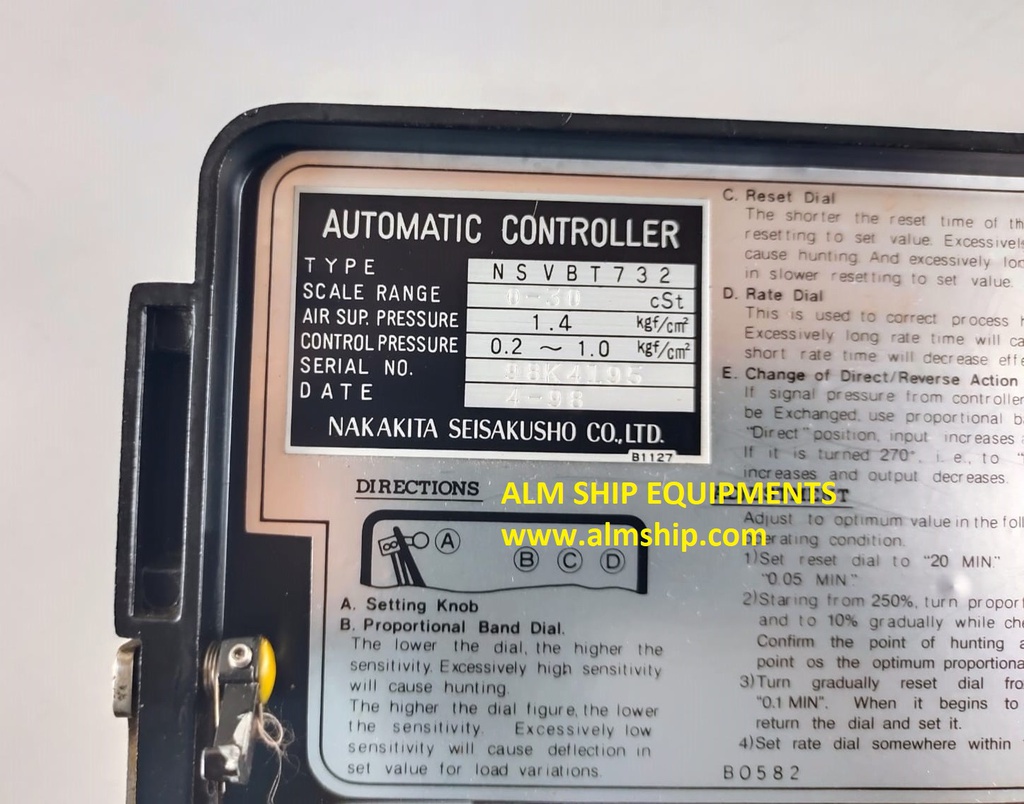 AUTOMATIC CONTROLLER
TYPE NSVBT732
SCALE RANGE 0-30 cSt
AIR SUP. PRESSURE 1.4 kgf/cm²
CONTROL PRESSURE 0.2 ~ 1.0 kgf/cm²
SERIAL NO. 98K4195
DATE 4-98
NAKAKITA SEISAKUSHO CO., LTD.
B1127
DIRECTIONS
A
B C D
A. Setting Knob
B. Proportional Band Dial.
The lower the dial, the higher the
sensitivity. Excessively high sensitivity
will cause hunting.
The higher the dial figure, the lower
the sensitivity. Excessively low
sensitivity will cause deflection in
set value for load variations.
C. Reset Dial
The shorter the reset time of
resetting to set value. Excessively
cause hunting. And excessively
in slower resetting to set value.
D. Rate Dial
This is used to correct process
Excessively long rate time will
short rate time will decrease
E. Change of Direct/Reverse Action
If signal pressure from controller
be Exchanged, use proportional
"Direct" position, input increases
If it is turned 270°, i. e., to
increases and output decreases.
Adjust to optimum value in the
operating condition.
1)Set reset dial to "20 MIN."
"0.05 MIN."
2)Staring from 250%, turn
and to 10% gradually while
Confirm the point of hunting
point os the optimum
3)Turn gradually reset dial
"0.1 MIN". When it begins to
return the dial and set it.
4)Set rate dial somewhere within
B0582
ALM SHIP EQUIPMENTS
www.almship.com